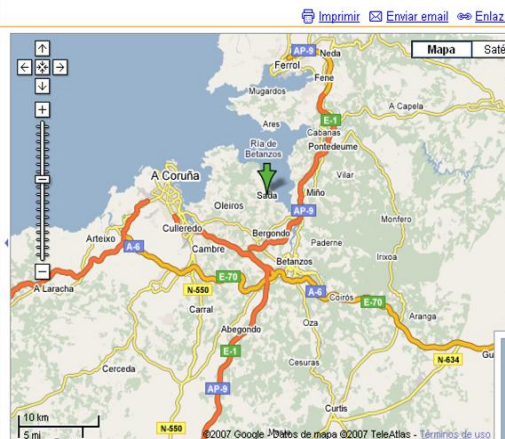 Imprimir Enviar email Enlaz
Mapa Saté
AP-9 Neda
Ferrol
Fene
Mugardos
A Capela
Ares
E-1
Cabanas
Ría de Betanzos
Pontedeume
A Coruña
Vilar
Sada
Miño
Oleiros
AP-9
Monfero
Culleredo
Bergondo
Arteixo
A-6
Cambre
Paderne
Irixoa
Betanzos
E-70
A Laracha
N-550
A-6
Coirós
E-70
Carral
Oza
Aranga
Abegondo
E-1
N-634
Gu
Cesuras
Cerceda
AP-9
Curtis
10 km
5 mi
N-550
©2007 Google - Datos de mapa ©2007 TeleAtlas - Términos de uso